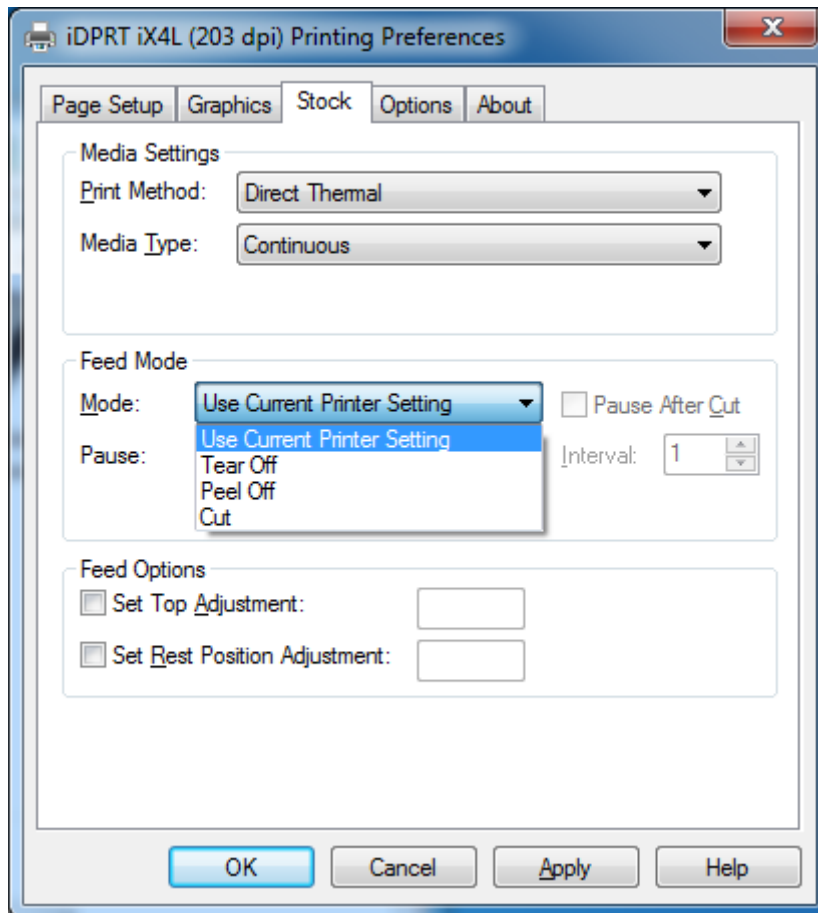 iDPRT iX4L (203 dpi) Printing Preferences
Page Setup Graphics Stock Options About
Media Settings
Print Method: Direct Thermal
Media Type: Continuous
Feed Mode
Mode: Use Current Printer Setting Pause After Cut
Use Current Printer Setting
Pause: Tear Off Interval: 1
Peel Off
Cut
Feed Options
Set Top Adjustment:
Set Rest Position Adjustment:
OK Cancel Apply Help